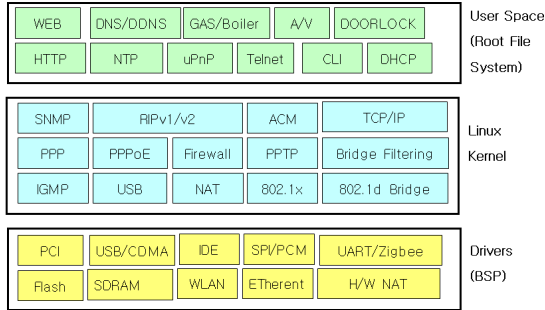 WEB DNS/DDNS GAS/Boiler A/V DOORLOCK
HTTP NTP uPnP Telnet CLI DHCP
User Space
(Root File
System)
SNMP RIPv1/v2 ACM TCP/IP
PPP PPPoE Firewall PPTP Bridge Filtering
IGMP USB NAT 802.1x 802.1d Bridge
Linux
Kernel
PCI USB/CDMA IDE SPI/PCM UART/Zigbee
Flash SDRAM WLAN ETherent H/W NAT
Drivers
(BSP)